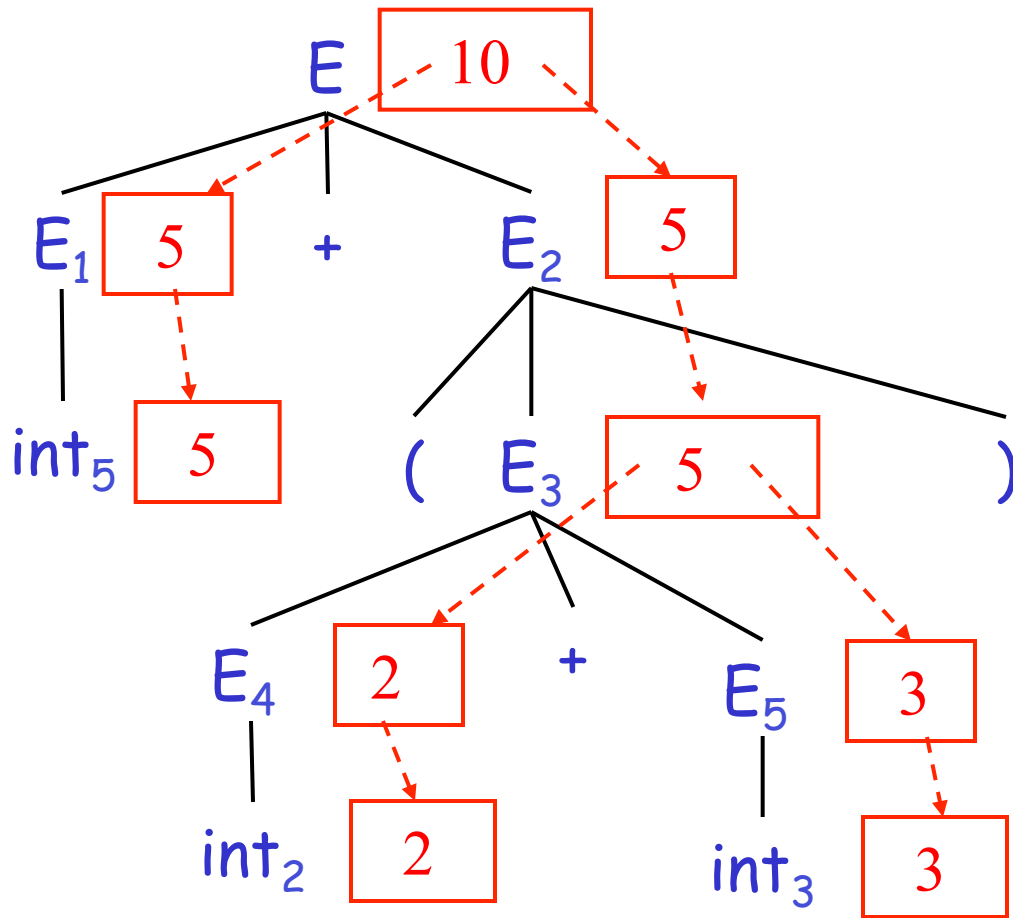 E 10
E₁ 5 + E₂ 5
int₅ 5 ( E₃ 5 )
E₄ 2 + E₅ 3
int₂ 2 int₃ 3